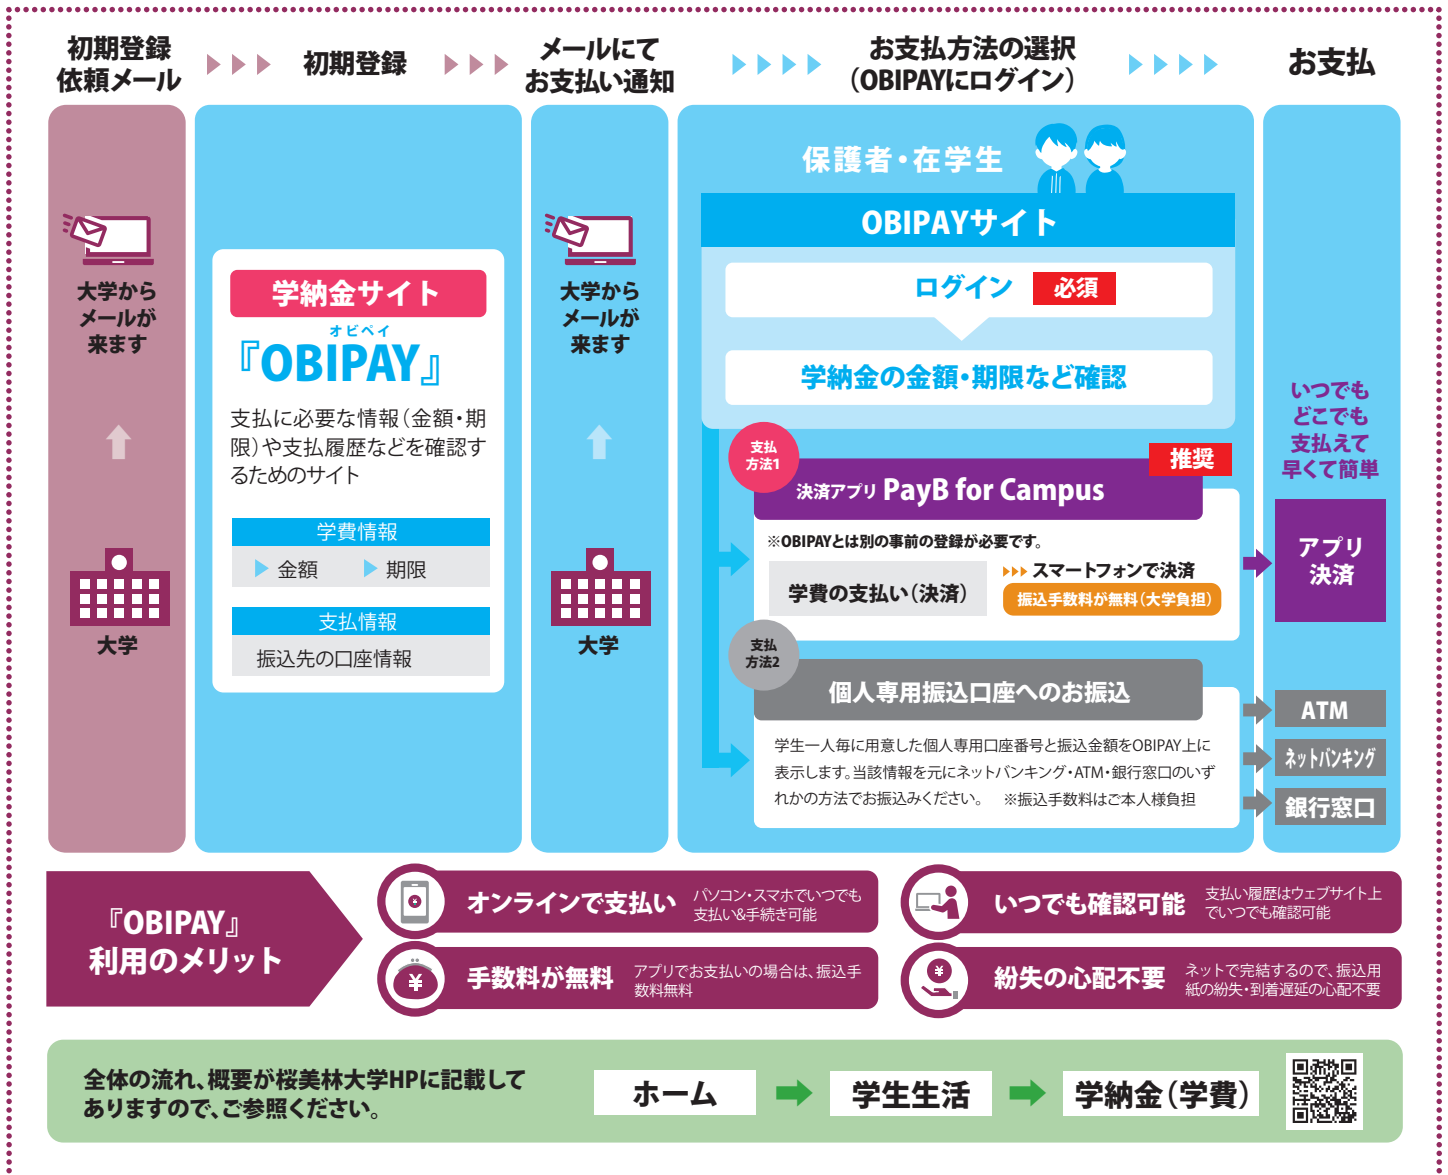 初期登録
依頼メール
初期登録
メールにて
お支払い通知
お支払方法の選択
（OBIPAYにログイン）
お支払
大学から
メールが
来ます
大学
学納金サイト
オビペイ
『OBIPAY』
支払に必要な情報（金額・期
限）や支払履歴などを確認す
るためのサイト
学費情報
金額
期限
支払情報
振込先の口座情報
大学から
メールが
来ます
大学
保護者・在学生
OBIPAYサイト
ログイン
必須
学納金の金額・期限など確認
支払
方法1
推奨
決済アプリ PayB for Campus
※OBIPAYとは別の事前の登録が必要です。
学費の支払い（決済）
スマートフォンで決済
振込手数料が無料（大学負担）
支払
方法2
個人専用振込口座へのお振込
学生一人毎に用意した個人専用口座番号と振込金額をOBIPAY上に
表示します。当該情報を元にネットバンキング・ATM・銀行窓口のいず
れかの方法でお振込みください。 ※振込手数料はご本人様負担
いつでも
どこでも
支払えて
早くて簡単
アプリ
決済
ATM
ネットバンキング
銀行窓口
『OBIPAY』
利用のメリット
オンラインで支払い
パソコン・スマホでいつでも
支払い&手続き可能
いつでも確認可能
支払い履歴はウェブサイト上
でいつでも確認可能
手数料が無料
アプリでお支払いの場合は、振込手
数料無料
紛失の心配不要
ネットで完結するので、振込用
紙の紛失・到着遅延の心配不要
全体の流れ、概要が桜美林大学HPに記載して
ありますので、ご参照ください。
ホーム
学生生活
学納金（学費）